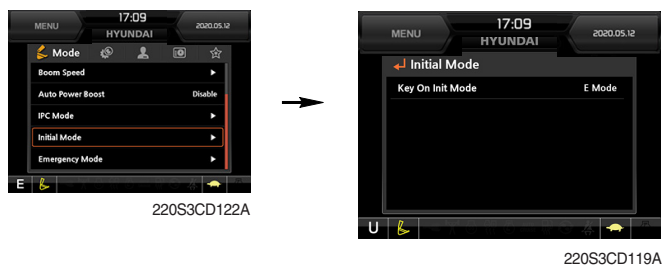 MENU
17:09
HYUNDAI
2020.05.12
Mode
Boom Speed
Auto Power Boost Disable
IPC Mode
Initial Mode
Emergency Mode
E
220S3CD122A
MENU
17:09
HYUNDAI
2020.05.12
Initial Mode
Key On Init Mode E Mode
U
220S3CD119A